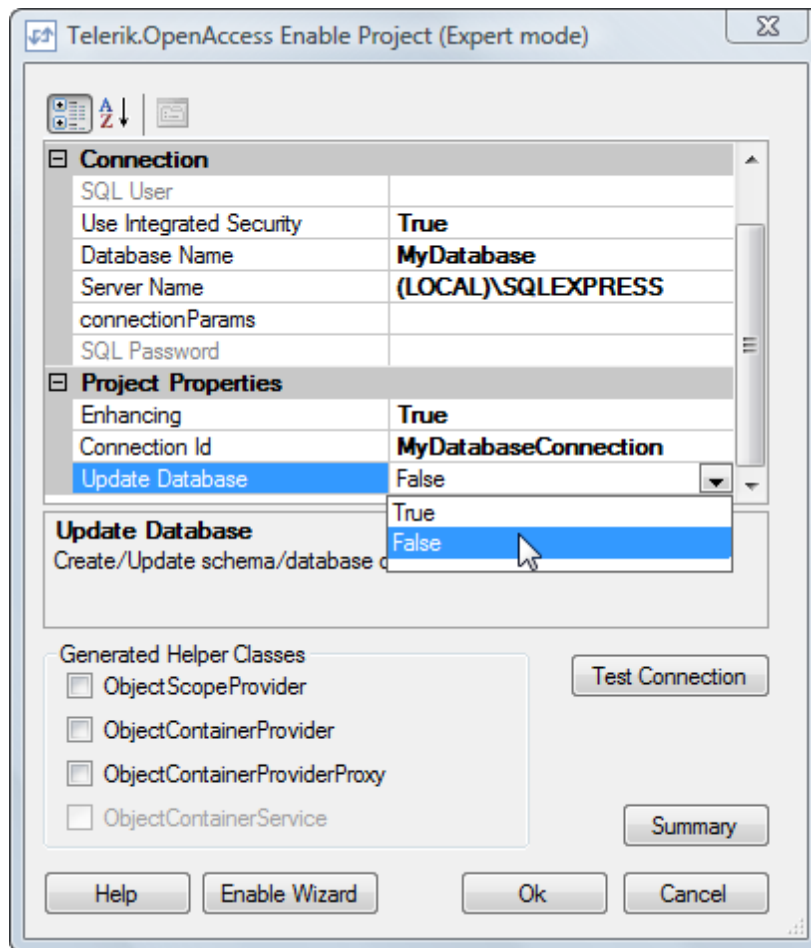 Telerik.OpenAccess Enable Project (Expert mode)
Connection
SQL User
Use Integrated Security True
Database Name MyDatabase
Server Name (LOCAL)\SQLEXPRESS
connectionParams
SQL Password
Project Properties
Enhancing True
Connection Id MyDatabaseConnection
Update Database False
True
False
Update Database
Create/Update schema/database
Generated Helper Classes
ObjectScopeProvider
Test Connection
ObjectContainerProvider
ObjectContainerProviderProxy
ObjectContainerService
Summary
Help Enable Wizard Ok Cancel